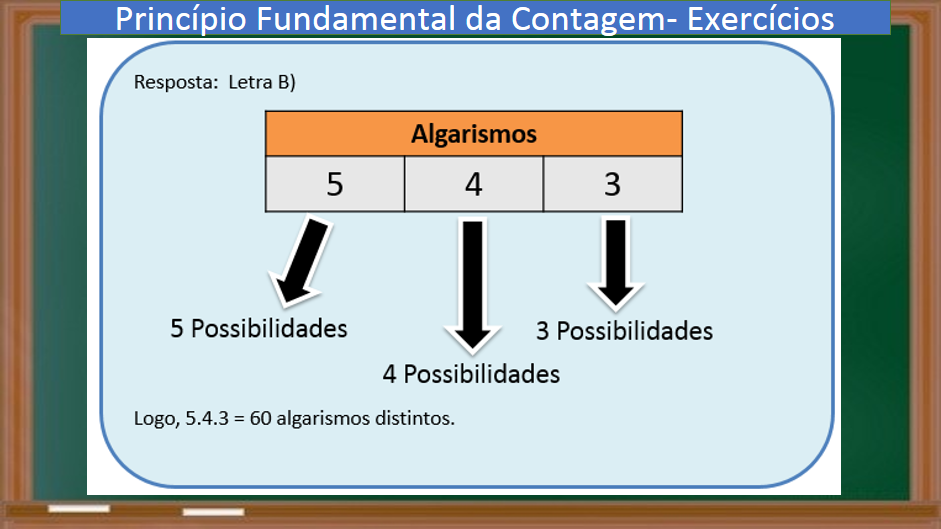 Princípio Fundamental da Contagem- Exercícios
Resposta:  Letra B)
Algarismos
5 4 3
5 Possibilidades
3 Possibilidades
4 Possibilidades
Logo, 5.4.3 = 60 algarismos distintos.